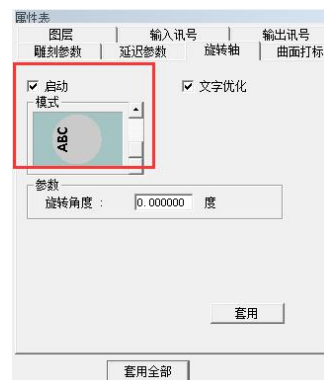 属性表
图层 输入讯号 输出讯号
雕刻参数 延迟参数 旋转轴 曲面打标
启动 文字优化
模式
ABC
参数
旋转角度： 0.000000 度
套用
套用全部